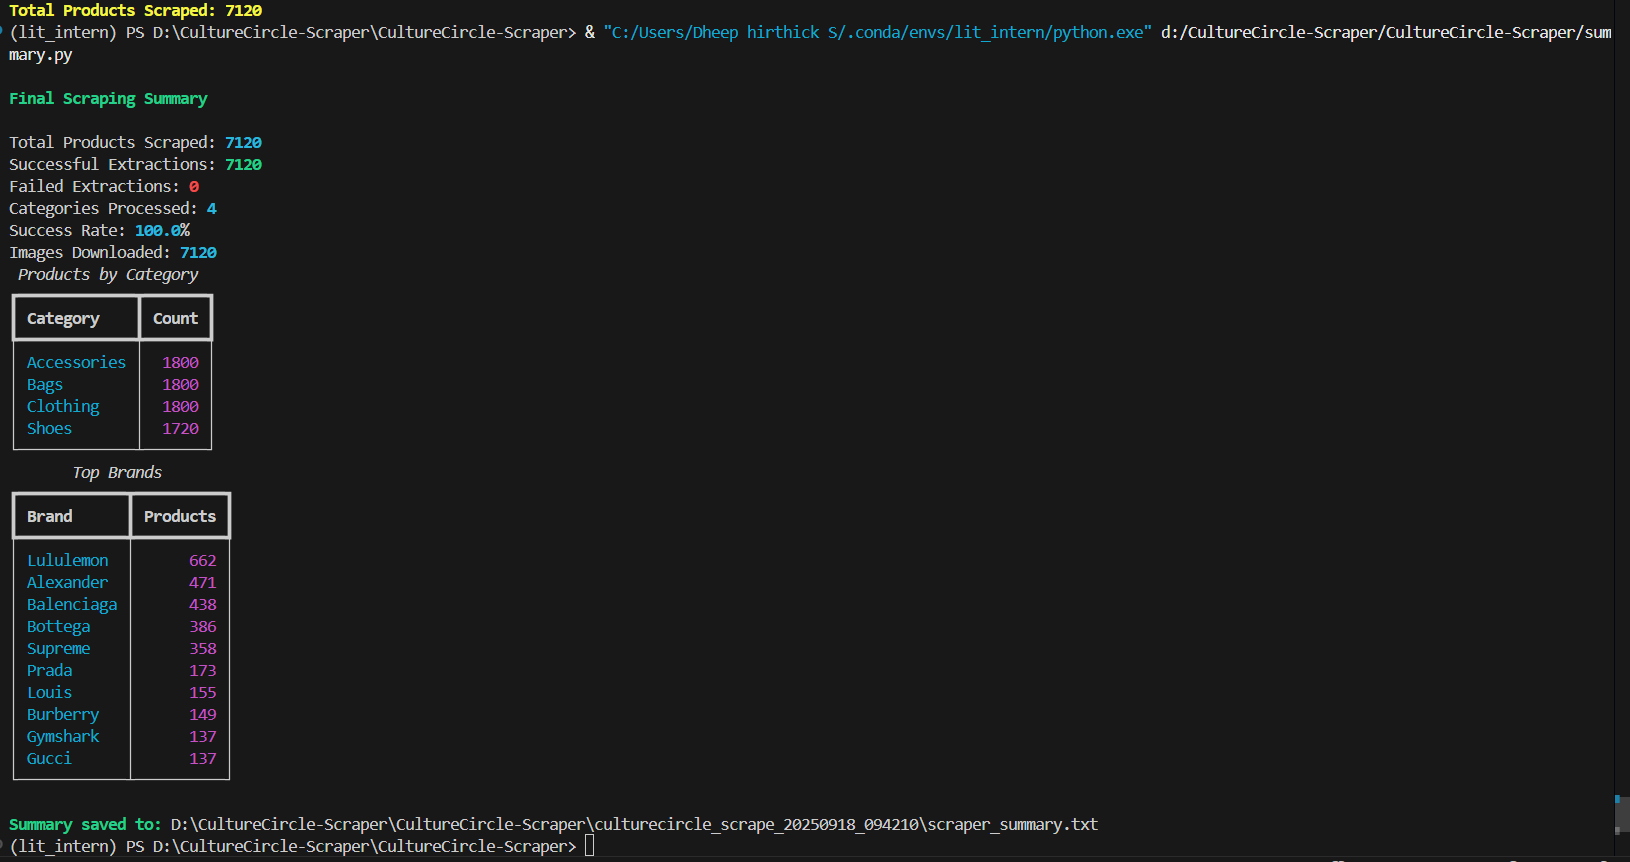 Total Products Scraped: 7120
(lit_intern) PS D:\CultureCircle-Scraper\CultureCircle-Scraper> & "C:/Users/Dheep hirthick S/.conda/envs/lit_intern/python.exe" d:/CultureCircle-Scraper/CultureCircle-Scraper/sum
mary.py
Final Scraping Summary
Total Products Scraped: 7120
Successful Extractions: 7120
Failed Extractions: 0
Categories Processed: 4
Success Rate: 100.0%
Images Downloaded: 7120
Products by Category
Category Count
Accessories 1800
Bags 1800
Clothing 1800
Shoes 1720
Top Brands
Brand Products
Lululemon 662
Alexander 471
Balenciaga 438
Bottega 386
Supreme 358
Prada 173
Louis 155
Burberry 149
Gymshark 137
Gucci 137
Summary saved to: D:\CultureCircle-Scraper\CultureCircle-Scraper\culturecircle_scrape_20250918_094210\scraper_summary.txt
(lit_intern) PS D:\CultureCircle-Scraper\CultureCircle-Scraper>